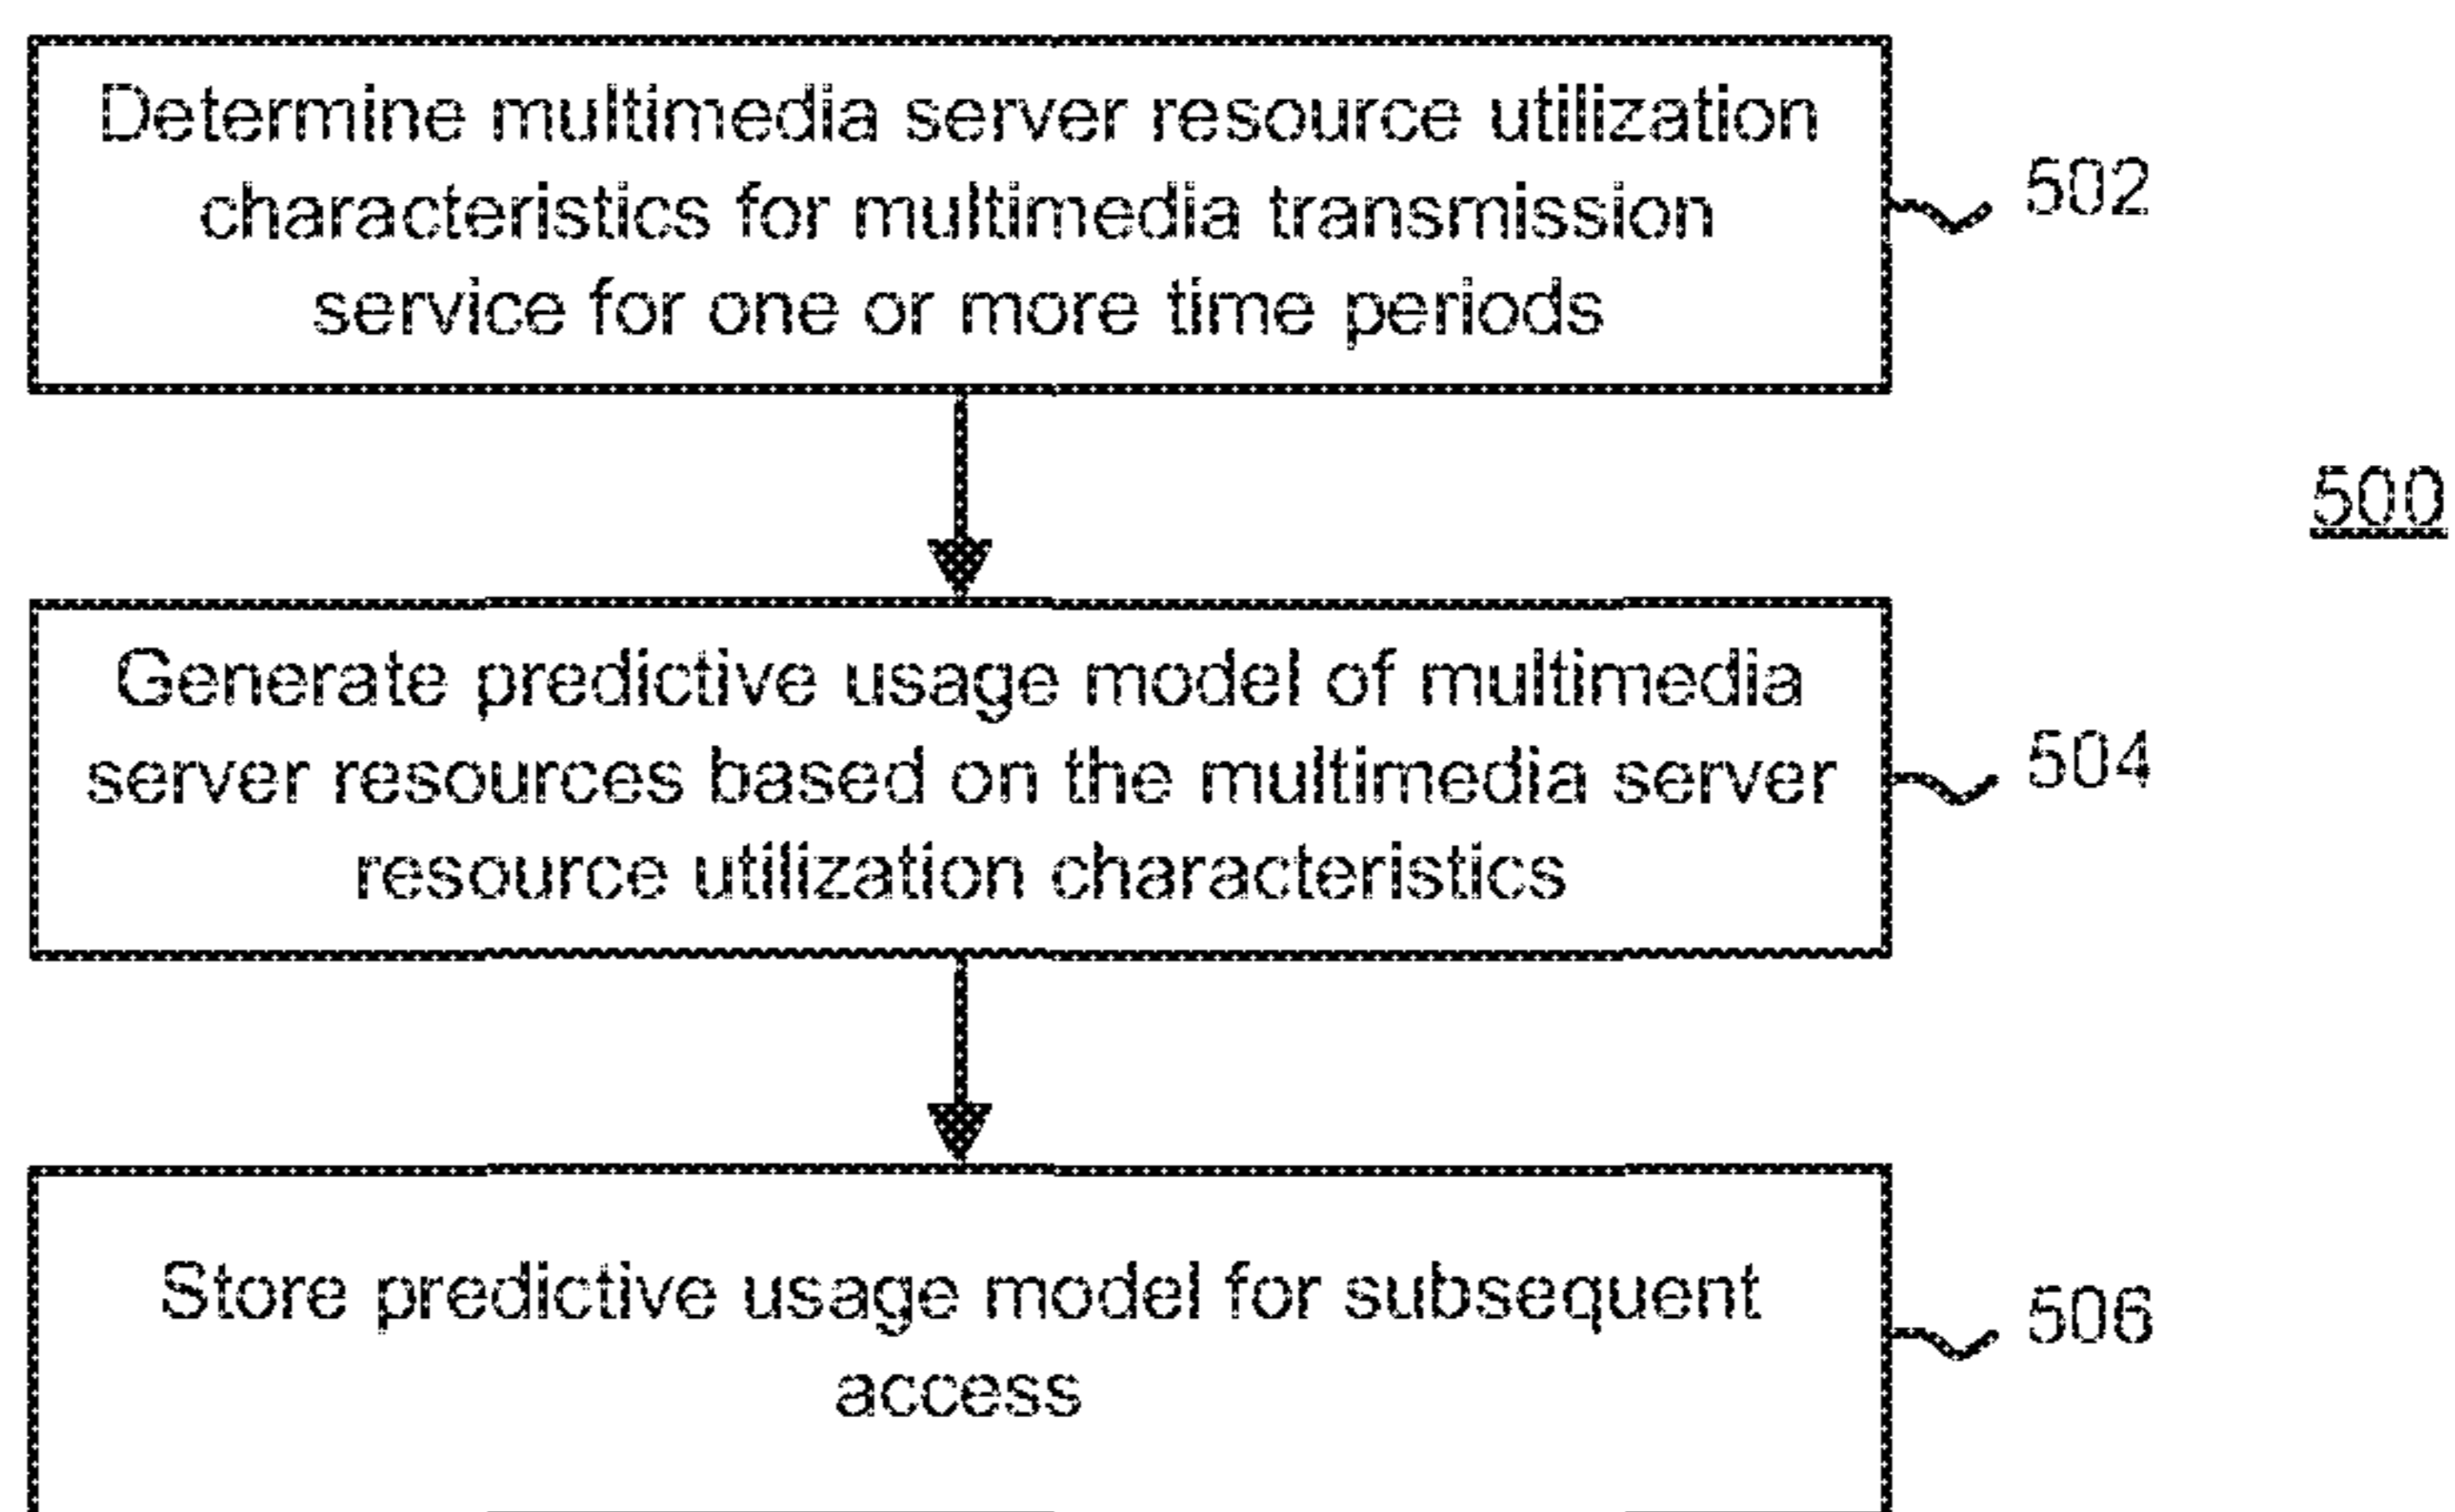 Determine multimedia server resource utilization
characteristics for multimedia transmission
service for one or more time periods
502
500
Generate predictive usage model of multimedia
server resources based on the multimedia server
resource utilization characteristics
504
Store predictive usage model for subsequent
access
506